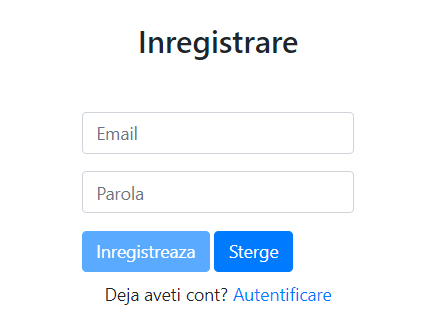 Inregistrare
Email
Parola
Inregistreaza Sterge
Deja aveti cont? Autentificare